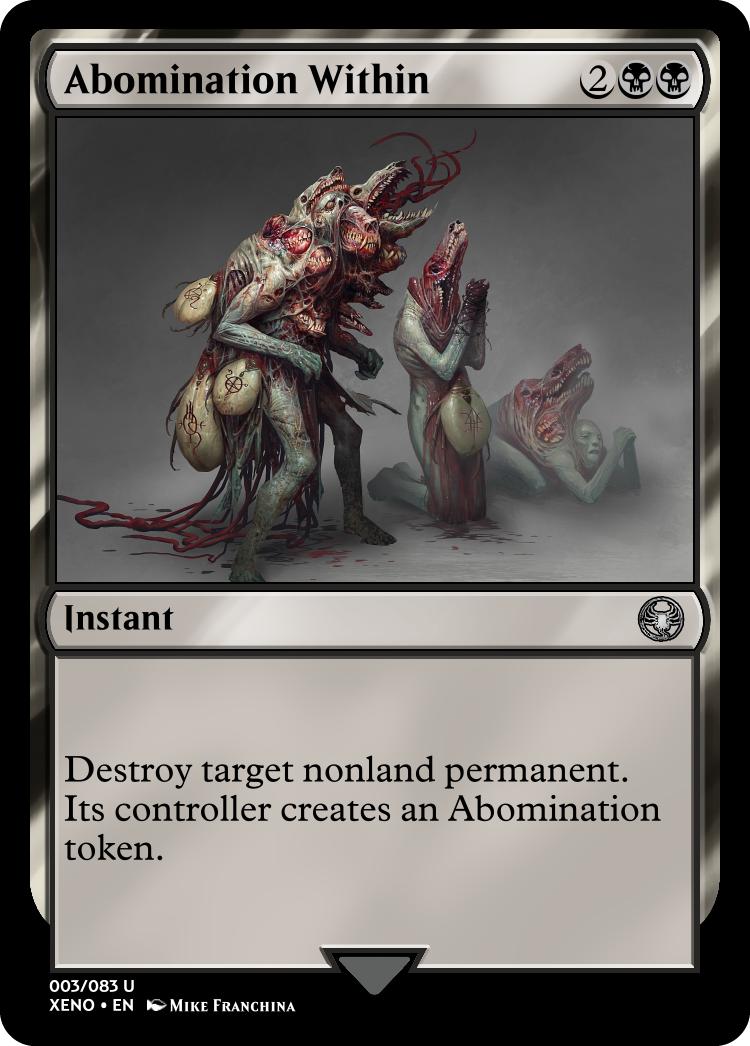 Abomination Within 2
Instant
Destroy target nonland permanent.
Its controller creates an Abomination
token.
003/083 U
XENO • EN MIKE FRANCHINA